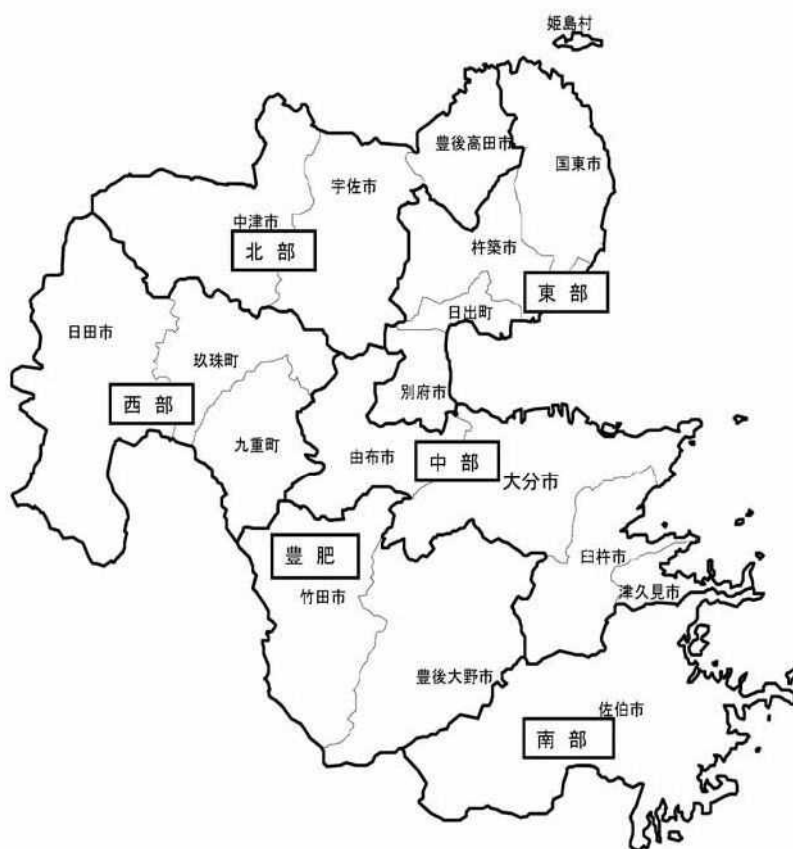 姫島村
豊後高田市
国東市
宇佐市
中津市
北部
杵築市
東部
日出町
日田市
玖珠町
別府市
西部
九重町
由布市
中部
大分市
豊肥
臼杵市
竹田市
津久見市
豊後大野市
佐伯市
南部